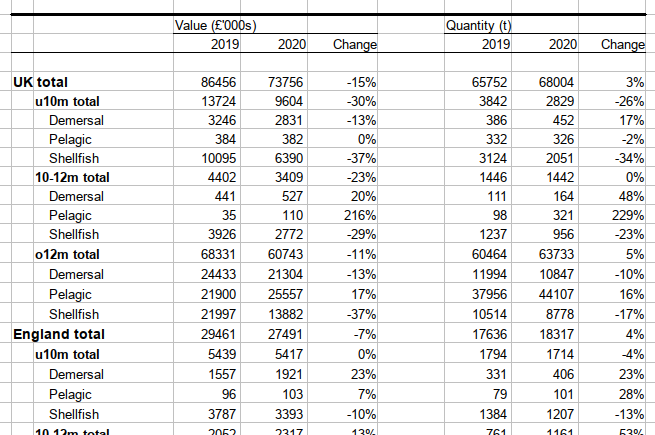 Value (£'000s) Quantity (t)
2019 2020 Change 2019 2020 Change
UK total 86456 73756 -15% 65752 68004 3%
u10m total 13724 9604 -30% 3842 2829 -26%
Demersal 3246 2831 -13% 386 452 17%
Pelagic 384 382 0% 332 326 -2%
Shellfish 10095 6390 -37% 3124 2051 -34%
10-12m total 4402 3409 -23% 1446 1442 0%
Demersal 441 527 20% 111 164 48%
Pelagic 35 110 216% 98 321 229%
Shellfish 3926 2772 -29% 1237 956 -23%
o12m total 68331 60743 -11% 60464 63733 5%
Demersal 24433 21304 -13% 11994 10847 -10%
Pelagic 21900 25557 17% 37956 44107 16%
Shellfish 21997 13882 -37% 10514 8778 -17%
England total 29461 27491 -7% 17636 18317 4%
u10m total 5439 5417 0% 1794 1714 -4%
Demersal 1557 1921 23% 331 406 23%
Pelagic 96 103 7% 79 101 28%
Shellfish 3787 3393 -10% 1384 1207 -13%
10-12m total 2052 2317 13% 761 1161 53%